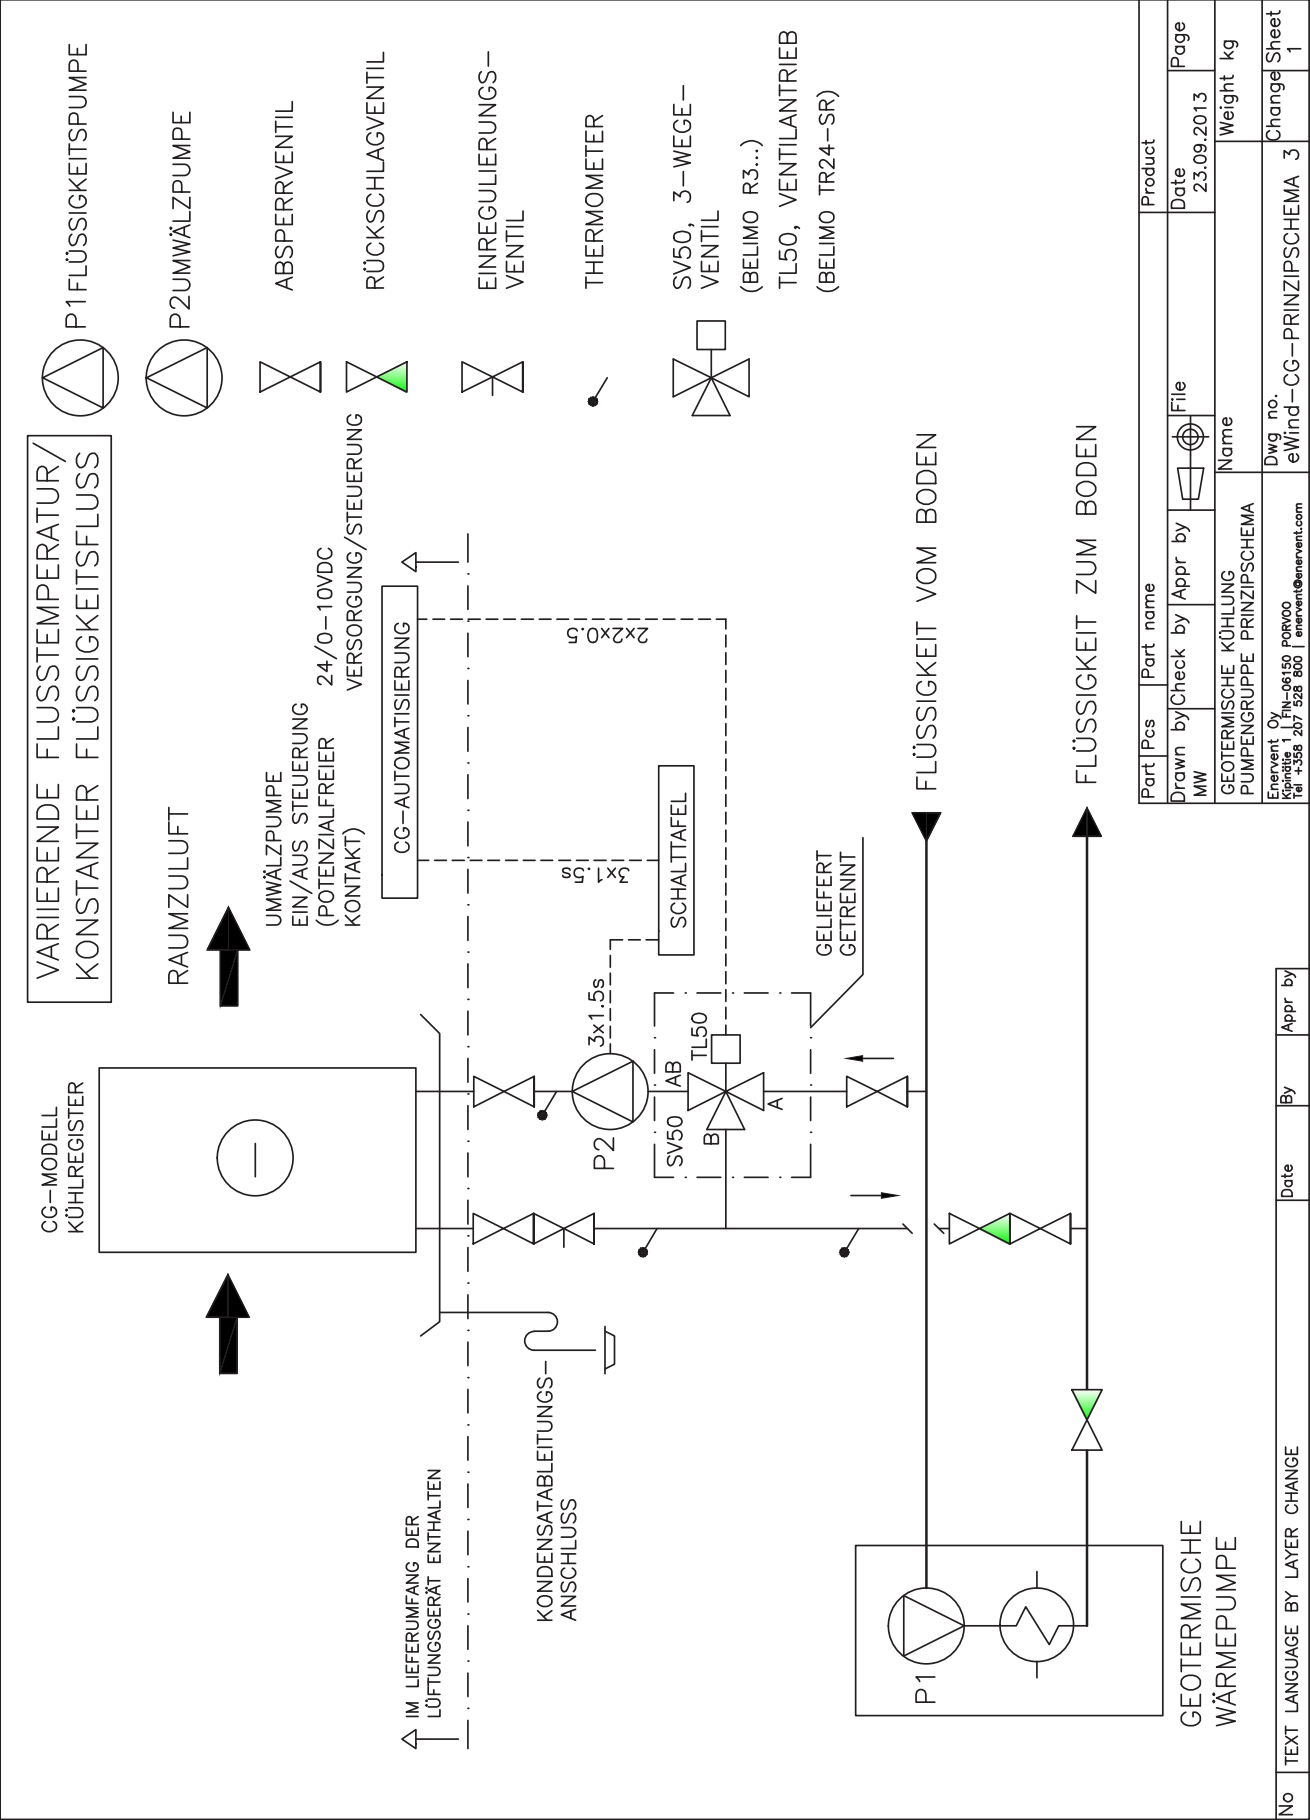 VARIIERENDE FLUSSTEMPERATUR/
KONSTANTER FLÜSSIGKEITSFLUSS
P1 FLÜSSIGKEITSPUMPE
P2 UMWÄLZPUMPE
ABSPERRVENTIL
RÜCKSCHLAGVENTIL
EINREGULIERUNGS-
VENTIL
THERMOMETER
SV50, 3-WEGE-
VENTIL
(BELIMO R3...)
TL50, VENTILANTRIEB
(BELIMO TR24-SR)
CG-MODELL
KÜHLREGISTER
RAUMZULUFT
UMWÄLZPUMPE
EIN/AUS STEUERUNG
(POTENZIALFREIER
KONTAKT)
24/0-10VDC
VERSORGUNG/STEUERUNG
CG-AUTOMATISIERUNG
IM LIEFERUMFANG DER
LÜFTUNGSGERÄT ENTHALTEN
KONDENSATABLEITUNGS-
ANSCHLUSS
3x1.5s
3x1.5s
2x2x0.5
P2
SCHALTTAFEL
SV50
AB
TL50
B
A
GELIEFERT
GETRENNT
P1
FLÜSSIGKEIT VOM BODEN
FLÜSSIGKEIT ZUM BODEN
GEOTERMISCHE
WÄRMEPUMPE
Part
Pcs
Part name
Product
Drawn by
MW
Check by
Appr by
File
Date
23.09.2013
Page
GEOTERMISCHE KÜHLUNG
PUMPENGRUPPE PRINZIPSCHEMA
Name
Weight kg
Enervent Oy
Kipinätie 1 | FIN-06150 PORVOO
Tel +358 207 528 800 | enervent@enervent.com
Dwg no.
eWind-CG-PRINZIPSCHEMA 3
Change
Sheet
1
No
TEXT LANGUAGE BY LAYER CHANGE
Date
By
Appr by